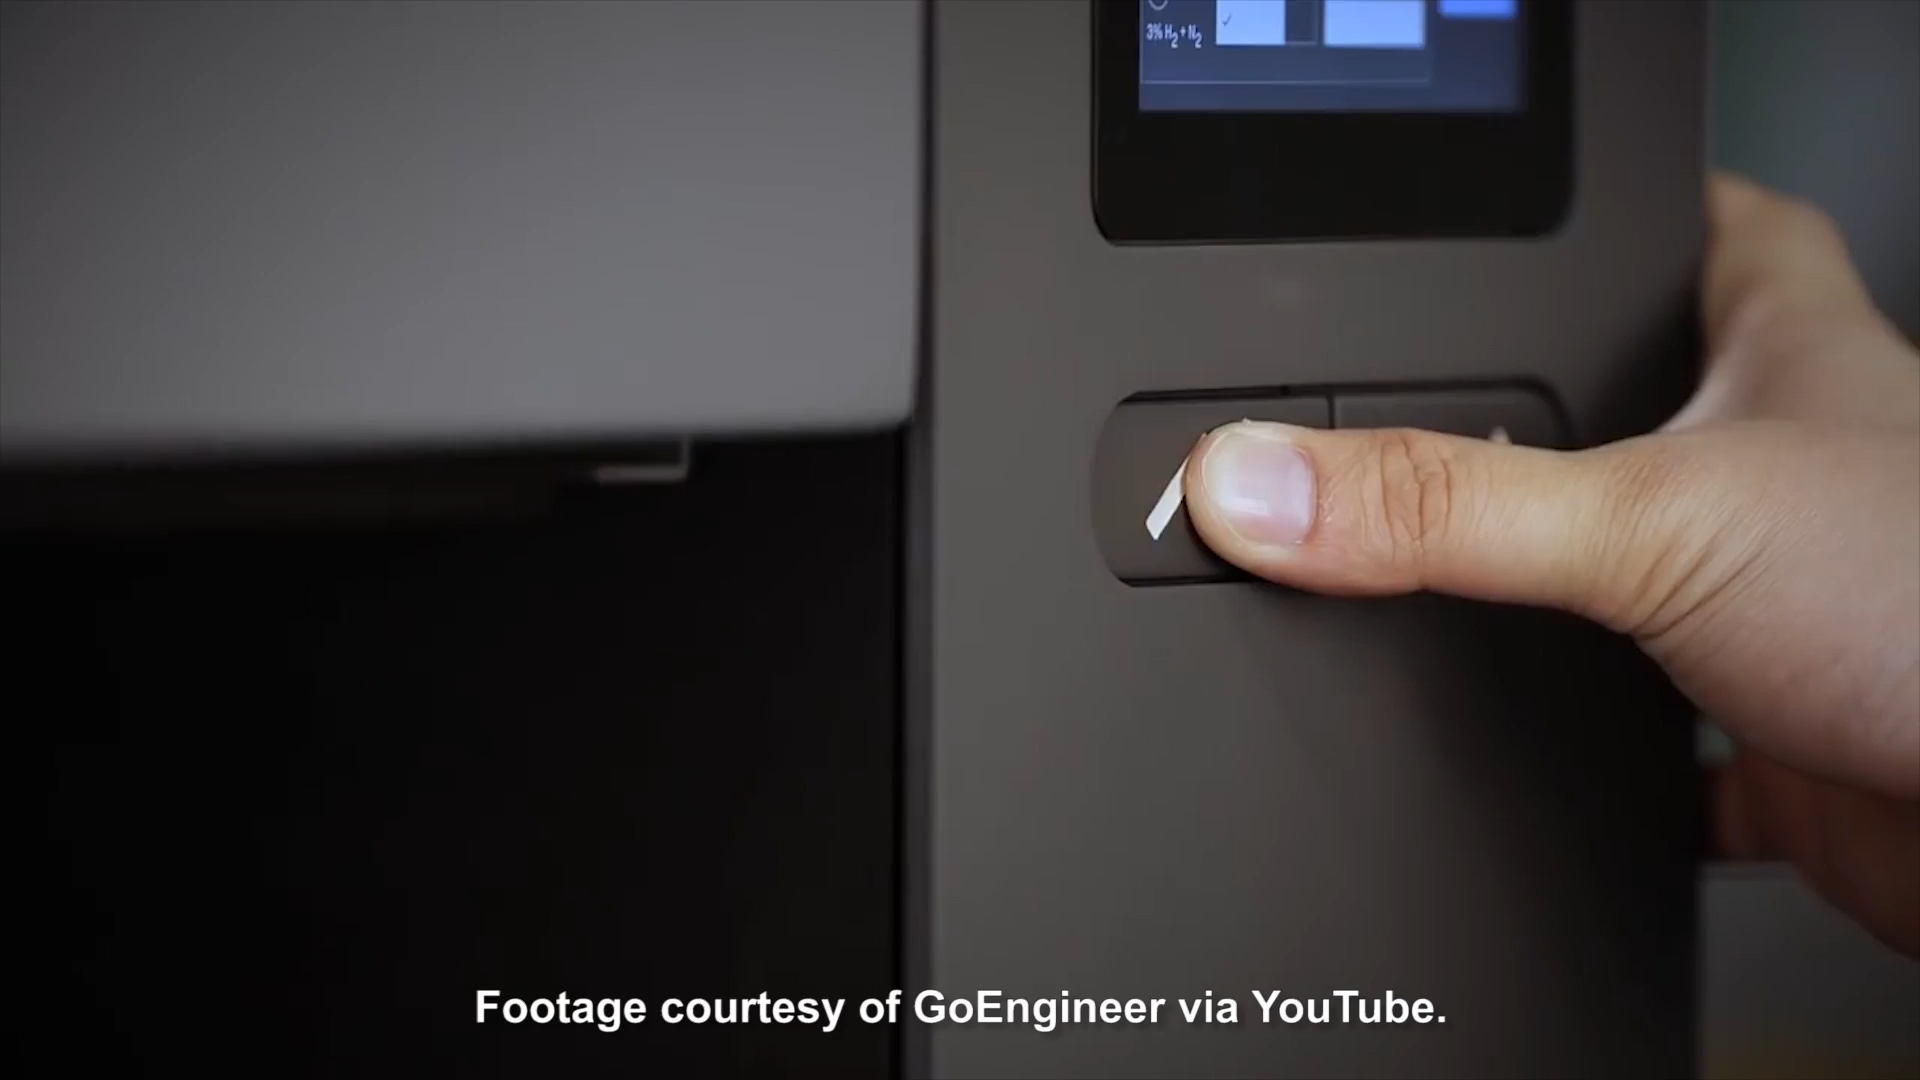 3% H₂ + N₂
Footage courtesy of GoEngineer via YouTube.